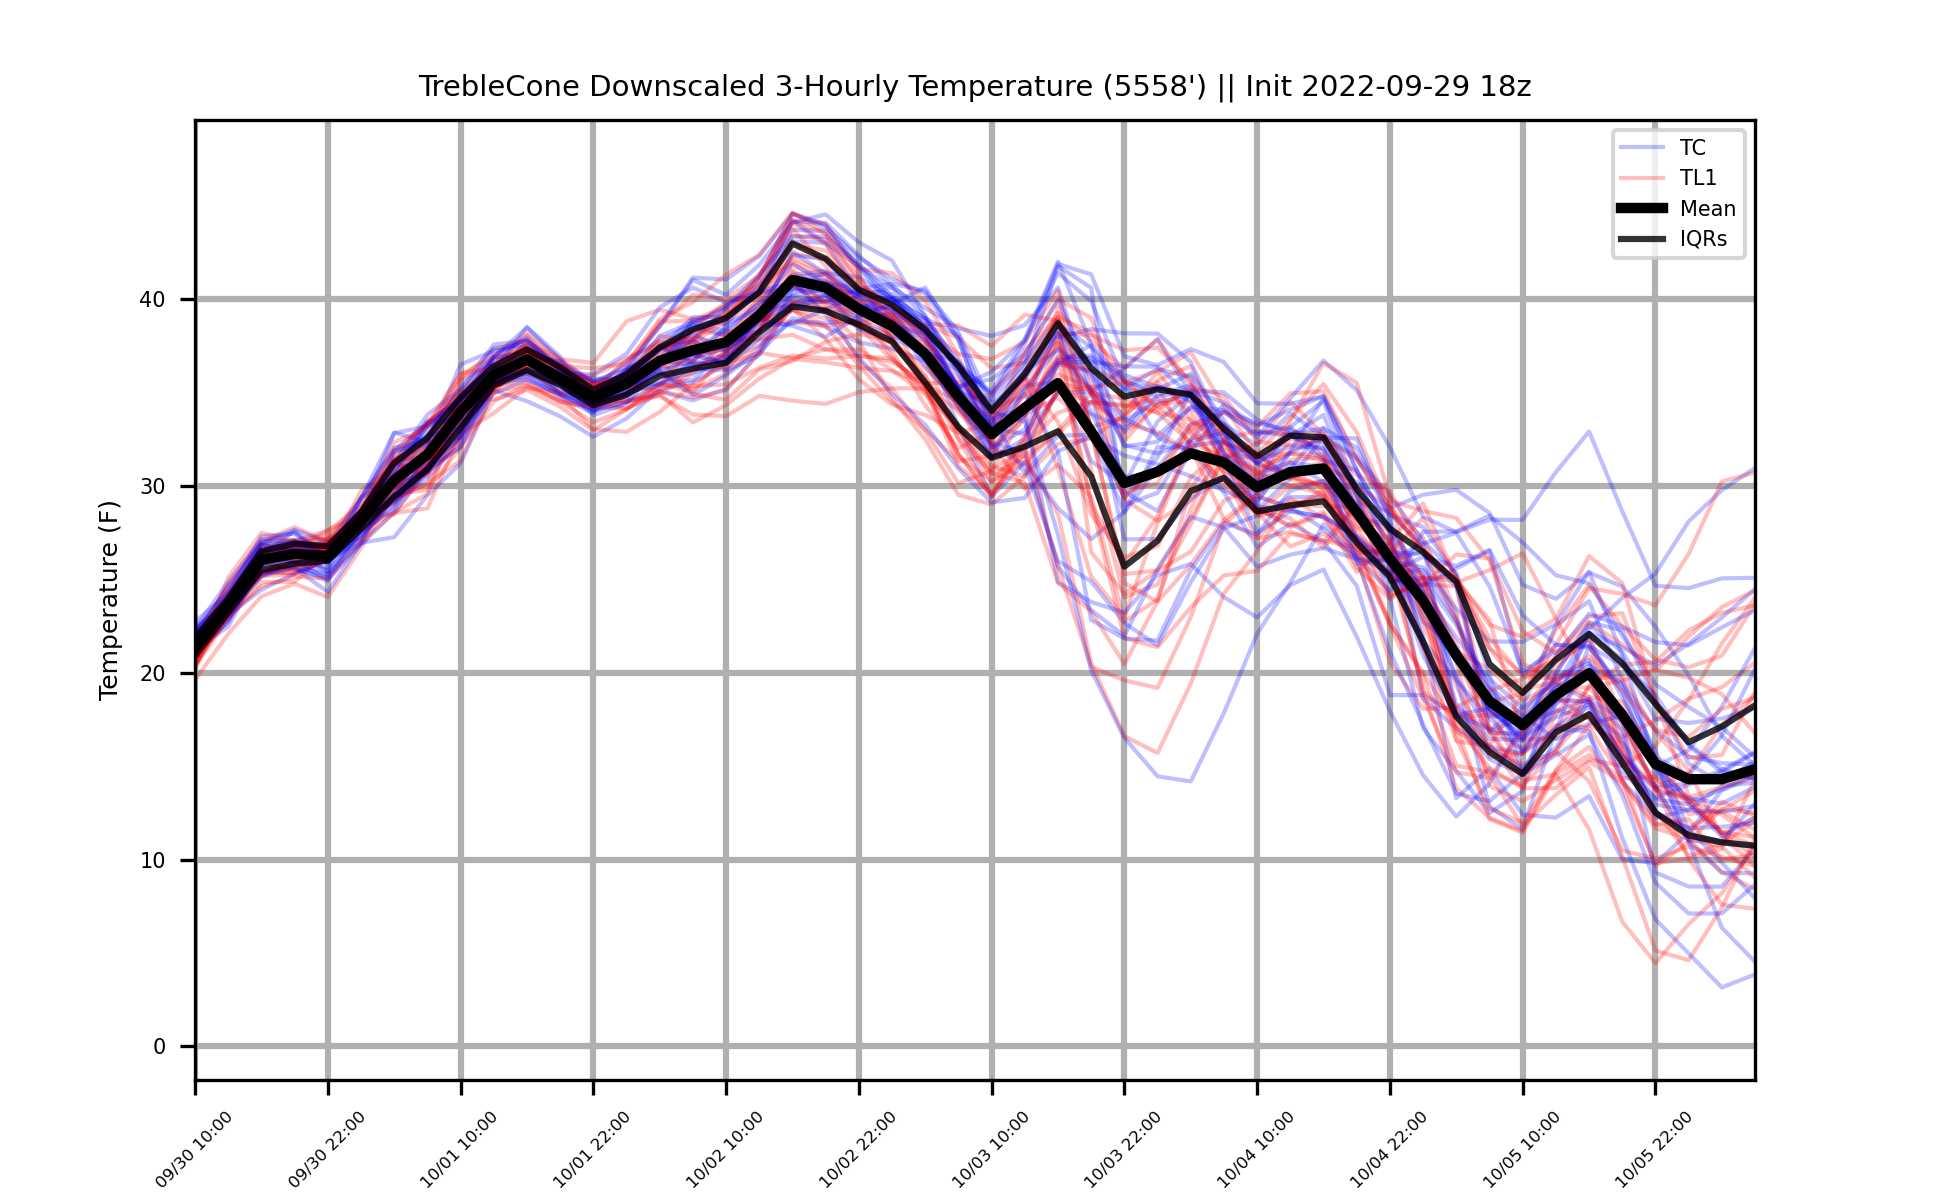 TrebleCone Downscaled 3-Hourly Temperature (5558') || Init 2022-09-29 18z
TC
TL1
Mean
IQRs
Temperature (F)
40
30
20
10
0
09/30 10:00
09/30 22:00
10/01 10:00
10/01 22:00
10/02 10:00
10/02 22:00
10/03 10:00
10/03 22:00
10/04 10:00
10/04 22:00
10/05 10:00
10/05 22:00